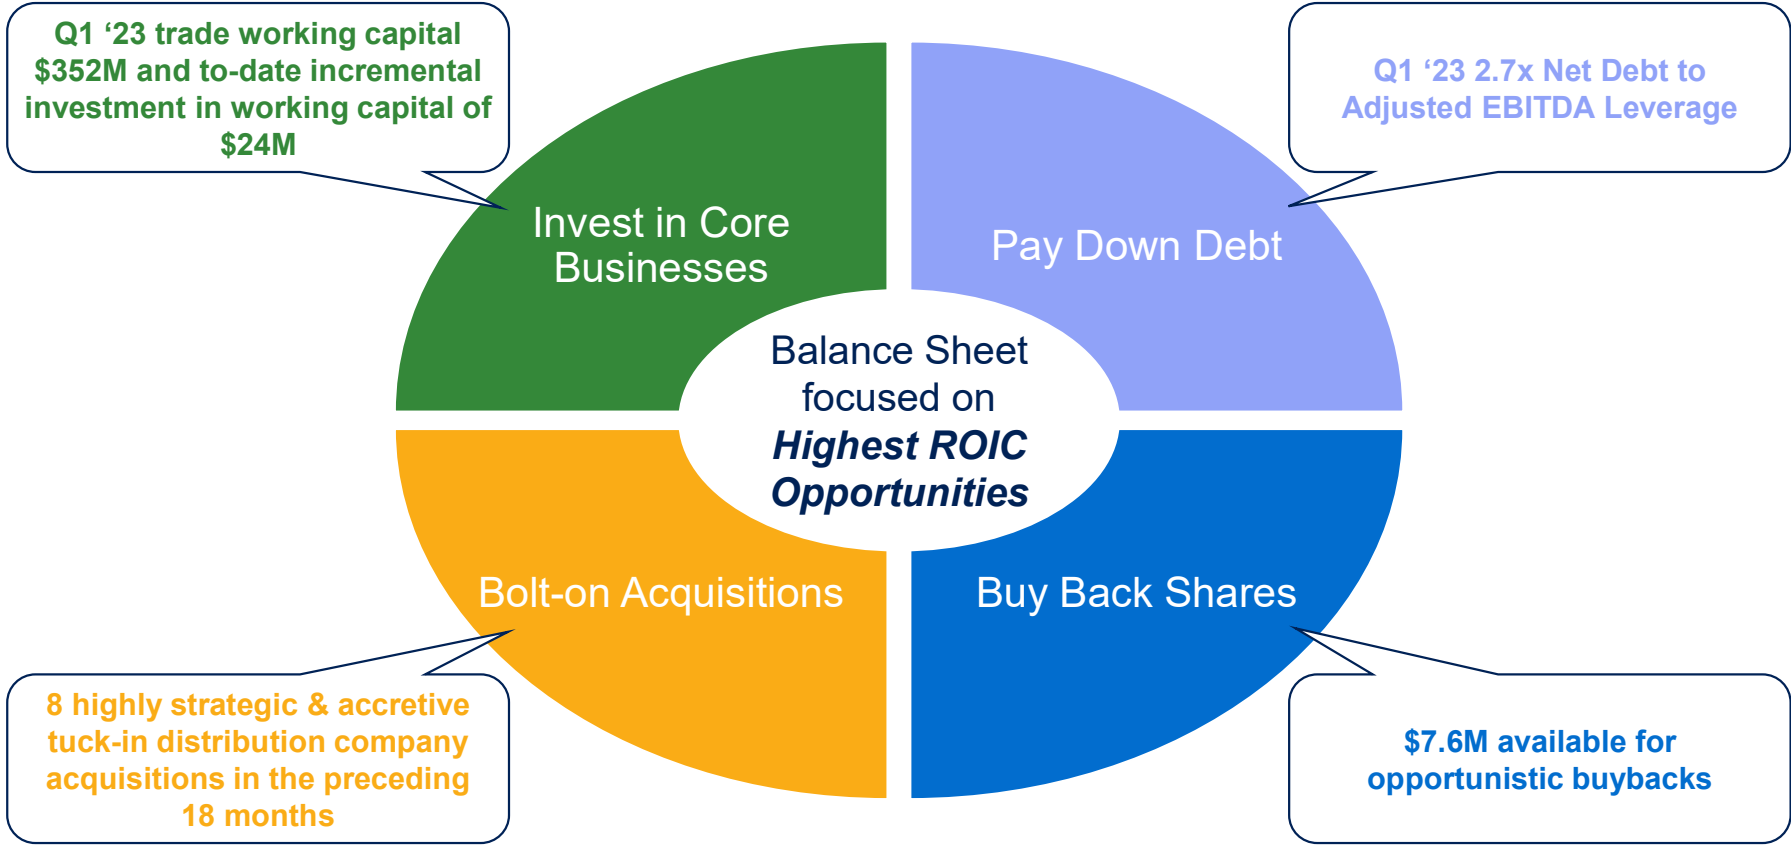 Q1 ‘23 trade working capital
$352M and to-date incremental
investment in working capital of
$24M
Q1 ‘23 2.7x Net Debt to
Adjusted EBITDA Leverage
Invest in Core
Businesses
Pay Down Debt
Balance Sheet
focused on
Highest ROIC
Opportunities
Bolt-on Acquisitions
Buy Back Shares
8 highly strategic & accretive
tuck-in distribution company
acquisitions in the preceding
18 months
$7.6M available for
opportunistic buybacks